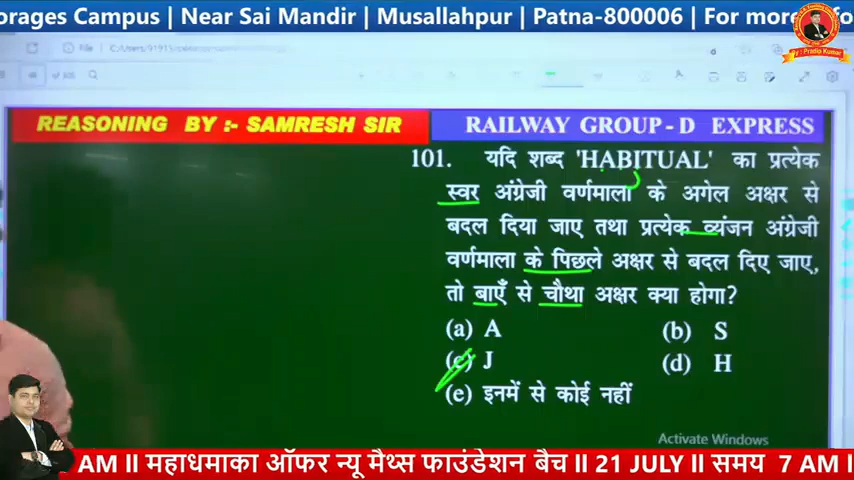 orages Campus | Near Sai Mandir | Musallahpur | Patna-800006 | For more
By : Pradip Kumar
REASONING BY :- SAMRESH SIR
RAILWAY GROUP - D EXPRESS
101. यदि शब्द 'HABITUAL' का प्रत्येक
स्वर अंग्रेजी वर्णमाला के अगेल अक्षर से
बदल दिया जाए तथा प्रत्येक व्यंजन अंग्रेजी
वर्णमाला के पिछले अक्षर से बदल दिए जाए,
तो बाएँ से चौथा अक्षर क्या होगा?
(a) A
(b) S
(c) J
(d) H
(e) इनमें से कोई नहीं
Activate Windows
AM II महाधमाका ऑफर न्यू मैथ्स फाउंडेशन बैच II 21 JULY II समय 7 AM I